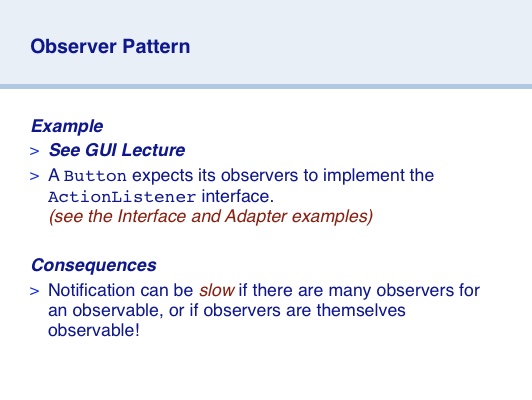 Observer Pattern
Example
> See GUI Lecture
> A Button expects its observers to implement the
ActionListener interface.
(see the Interface and Adapter examples)
Consequences
> Notification can be slow if there are many observers for
an observable, or if observers are themselves
observable!